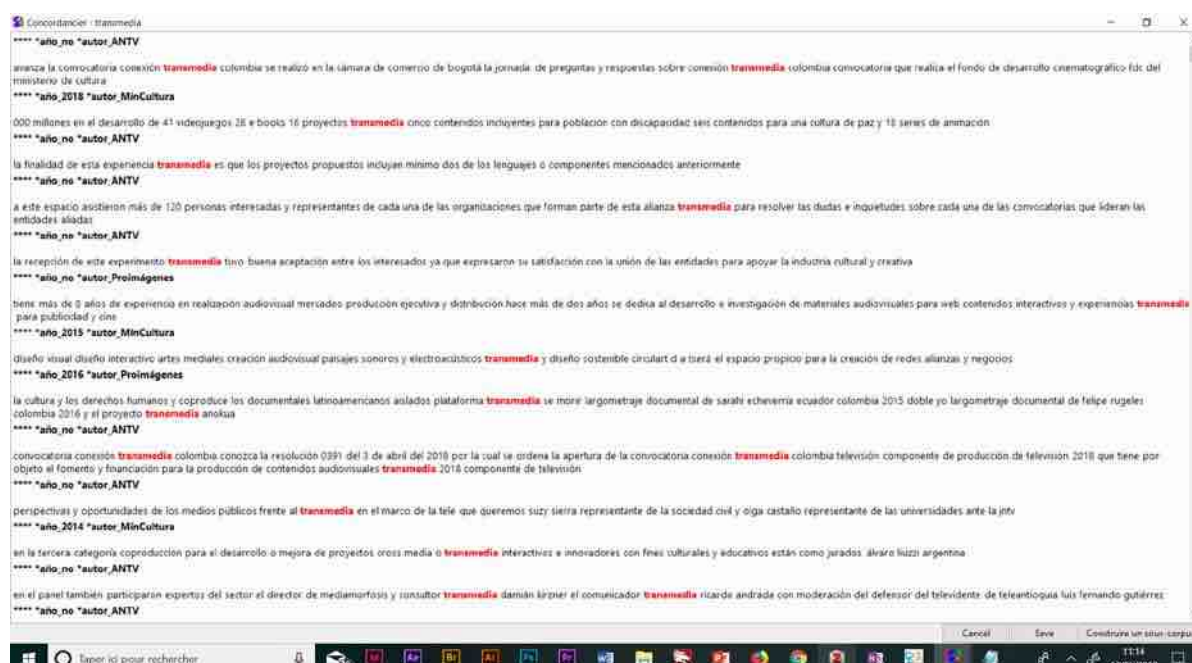 Concordancier : transmedia
**** *año_no *autor_ANTV
avanza la convocatoria conexión transmedia colombia se realizó en la cámara de comercio de bogotá la jornada de preguntas y respuestas sobre conexión transmedia colombia convocatoria que realiza el fondo de desarrollo cinematográfico fdc del
ministerio de cultura
**** *año_2018 *autor_MinCultura
000 millones en el desarrollo de 41 videojuegos 28 e books 16 proyectos transmedia cinco contenidos incluyentes para población con discapacidad seis contenidos para una cultura de paz y 18 series de animación
**** *año_no *autor_ANTV
la finalidad de esta experiencia transmedia es que los proyectos propuestos incluyan mínimo dos de los lenguajes o componentes mencionados anteriormente
**** *año_no *autor_ANTV
a este espacio asistieron más de 120 personas interesadas y representantes de cada una de las organizaciones que forman parte de esta alianza transmedia para resolver las dudas e inquietudes sobre cada una de las convocatorias que lideran las
entidades aliadas
**** *año_no *autor_ANTV
la recepción de este experimento transmedia tuvo buena aceptación entre los interesados ya que expresaron su satisfacción con la unión de las entidades para apoyar la industria cultural y creativa
**** *año_no *autor_Proimágenes
tiene más de 8 años de experiencia en realización audiovisual mercadeo producción ejecutiva y distribución hace más de dos años se dedica al desarrollo e investigación de materiales audiovisuales para web contenidos interactivos y experiencias transmedia
para publicidad y cine
**** *año_2015 *autor_MinCultura
diseño visual diseño interactivo artes mediales creación audiovisual paisajes sonoros y electroacústicos transmedia y diseño sostenible circulart d a tserá el espacio propicio para la creación de redes alianzas y negocios
**** *año_2016 *autor_Proimágenes
la cultura y los derechos humanos y coproduce los documentales latinoamericanos aislados plataforma transmedia se more largometraje documental de sarahi echeverría ecuador colombia 2015 doble yo largometraje documental de felipe rugeles
colombia 2016 y el proyecto transmedia anokua
**** *año_no *autor_ANTV
convocatoria conexión transmedia colombia conozca la resolución 0391 del 3 de abril del 2018 por la cual se ordena la apertura de la convocatoria conexión transmedia colombia televisión componente de producción de televisión 2018 que tiene por
objeto el fomento y financiación para la producción de contenidos audiovisuales transmedia 2018 componente de televisión
**** *año_no *autor_ANTV
perspectivas y oportunidades de los medios públicos frente al transmedia en el marco de la tele que queremos suzy sierra representante de la sociedad civil y olga castaño representante de las universidades ante la jntv
**** *año_2014 *autor_MinCultura
en la tercera categoría coproducción para el desarrollo o mejora de proyectos cross media o transmedia interactivos e innovadores con fines culturales y educativos están como jurados álvaro liuzzi argentina
**** *año_no *autor_ANTV
en el panel también participaron expertos del sector el director de mediamorfosis y consultor transmedia damián kirzner el comunicador transmedia ricardo andrade con moderación del defensor del televidente de teleantioquia luis fernando gutiérrez
**** *año_no *autor_ANTV
Cancel Save Construire un sous-corpu
Taper ici pour rechercher
11:14